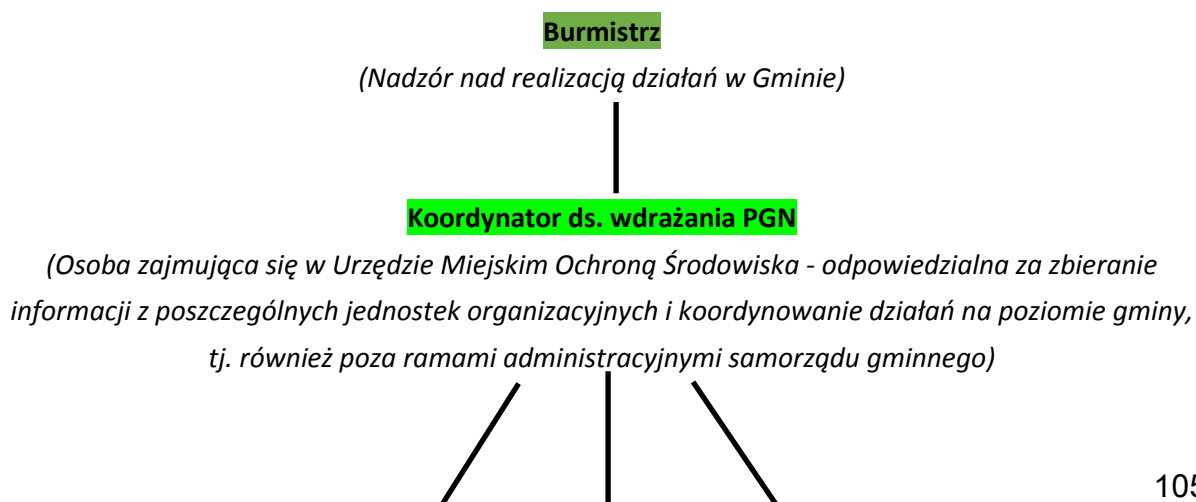 Burmistrz
(Nadzór nad realizacją działań w Gminie)
Koordynator ds. wdrażania PGN
(Osoba zajmująca się w Urzędzie Miejskim Ochroną Środowiska - odpowiedzialna za zbieranie
informacji z poszczególnych jednostek organizacyjnych i koordynowanie działań na poziomie gminy,
tj. również poza ramami administracyjnymi samorządu gminnego)
105